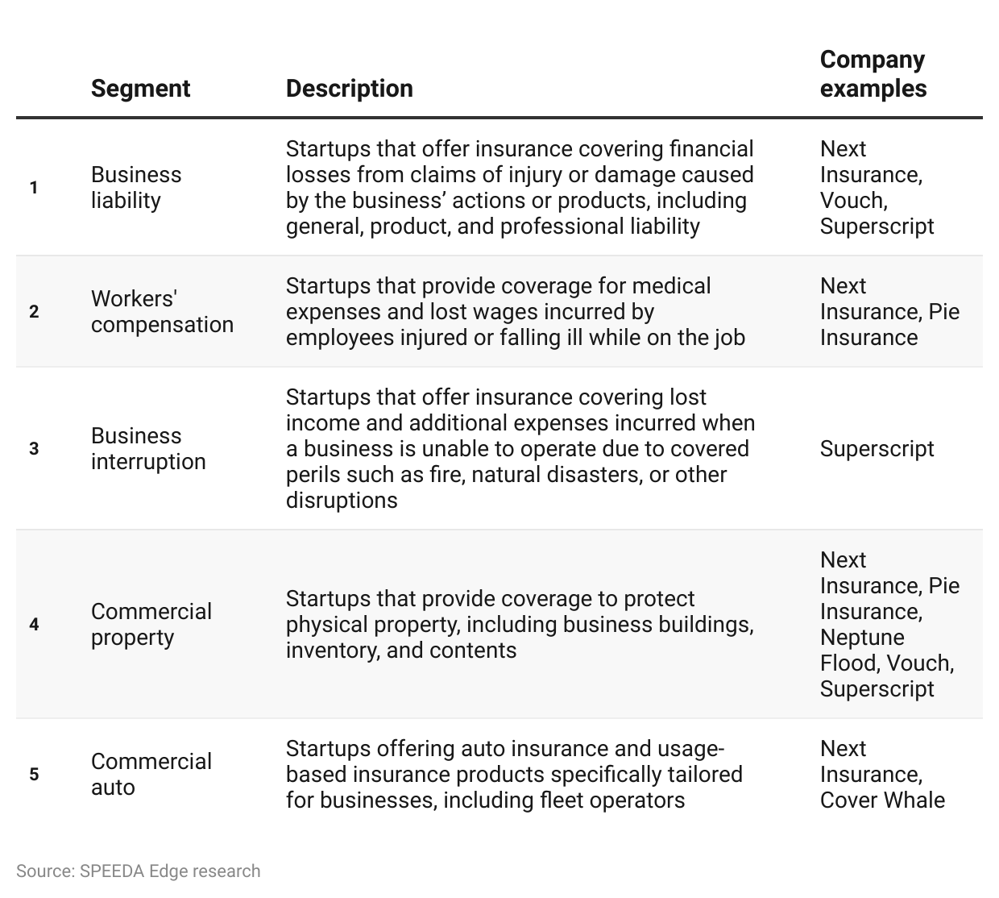 Segment
Description
Company
examples
1
Business
liability
Startups that offer insurance covering financial
losses from claims of injury or damage caused
by the business’ actions or products, including
general, product, and professional liability
Next
Insurance,
Vouch,
Superscript
2
Workers'
compensation
Startups that provide coverage for medical
expenses and lost wages incurred by
employees injured or falling ill while on the job
Next
Insurance, Pie
Insurance
3
Business
interruption
Startups that offer insurance covering lost
income and additional expenses incurred when
a business is unable to operate due to covered
perils such as fire, natural disasters, or other
disruptions
Superscript
4
Commercial
property
Startups that provide coverage to protect
physical property, including business buildings,
inventory, and contents
Next
Insurance, Pie
Insurance,
Neptune
Flood, Vouch,
Superscript
5
Commercial
auto
Startups offering auto insurance and usage-
based insurance products specifically tailored
for businesses, including fleet operators
Next
Insurance,
Cover Whale
Source: SPEEDA Edge research